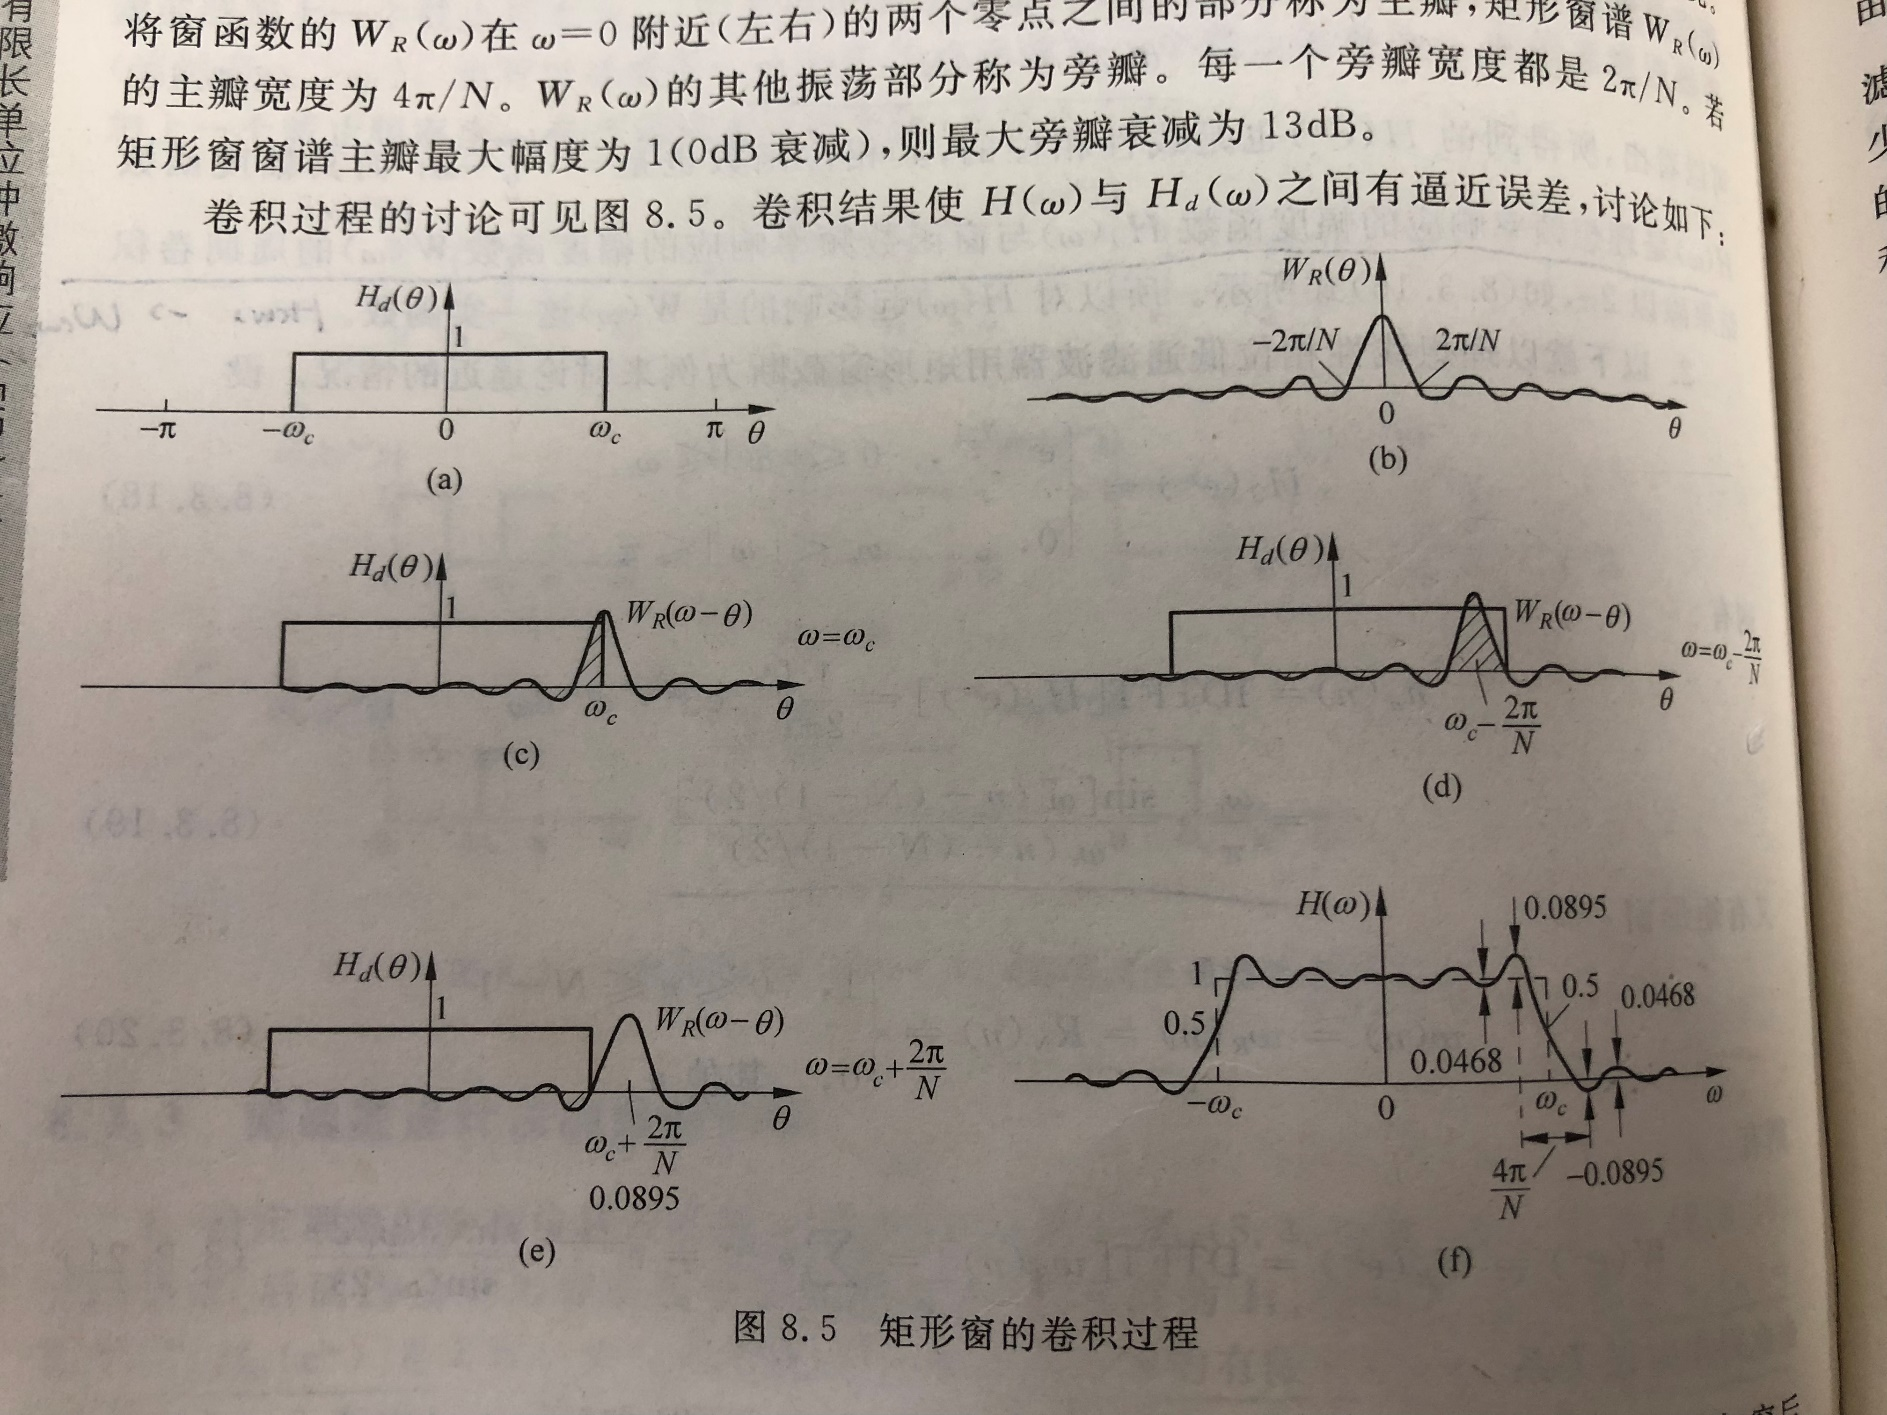 将窗函数的 W_R(ω)在 ω=0 附近(左右)的两个零点之间的部分称为主瓣,矩形窗谱 W_R(ω)
的主瓣宽度为 4π/N。W_R(ω)的其他振荡部分称为旁瓣。每一个旁瓣宽度都是 2π/N。若
矩形窗窗谱主瓣最大幅度为 1(0dB 衰减),则最大旁瓣衰减为 13dB。
卷积过程的讨论可见图 8.5。卷积结果使 H(ω)与 H_d(ω)之间有逼近误差,讨论如下:
H_d(θ)
1
-π -ω_c 0 ω_c π θ
(a)
W_R(θ)
-2π/N 2π/N
0 θ
(b)
H_d(θ)
1
W_R(ω-θ)
ω=ω_c
ω_c θ
(c)
H_d(θ)
1
W_R(ω-θ)
ω=ω_c-2π/N
θ
ω_c-2π/N
(d)
H_d(θ)
1
W_R(ω-θ)
ω=ω_c+2π/N
θ
ω_c+2π/N
0.0895
(e)
H(ω)
0.0895
1
0.5
0.5
0.0468
0.0468
-ω_c 0 ω_c ω
4π/N
-0.0895
(f)
图 8.5 矩形窗的卷积过程
有
限
长
单
位
冲
激
响
应